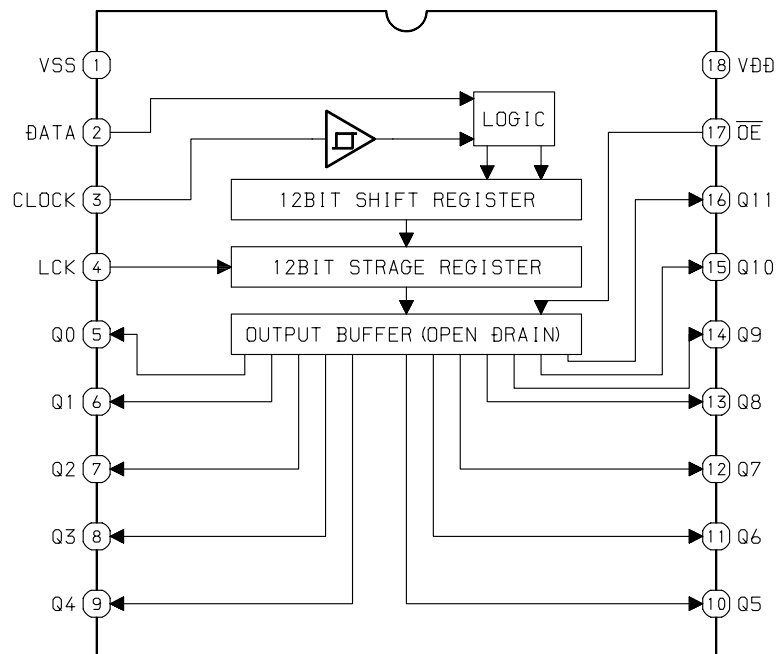 VSS 1 18 VDD
DATA 2 LOGIC 17 OE
CLOCK 3 12BIT SHIFT REGISTER 16 Q11
LCK 4 12BIT STRAGE REGISTER 15 Q10
Q0 5 OUTPUT BUFFER (OPEN DRAIN) 14 Q9
Q1 6 13 Q8
Q2 7 12 Q7
Q3 8 11 Q6
Q4 9 10 Q5